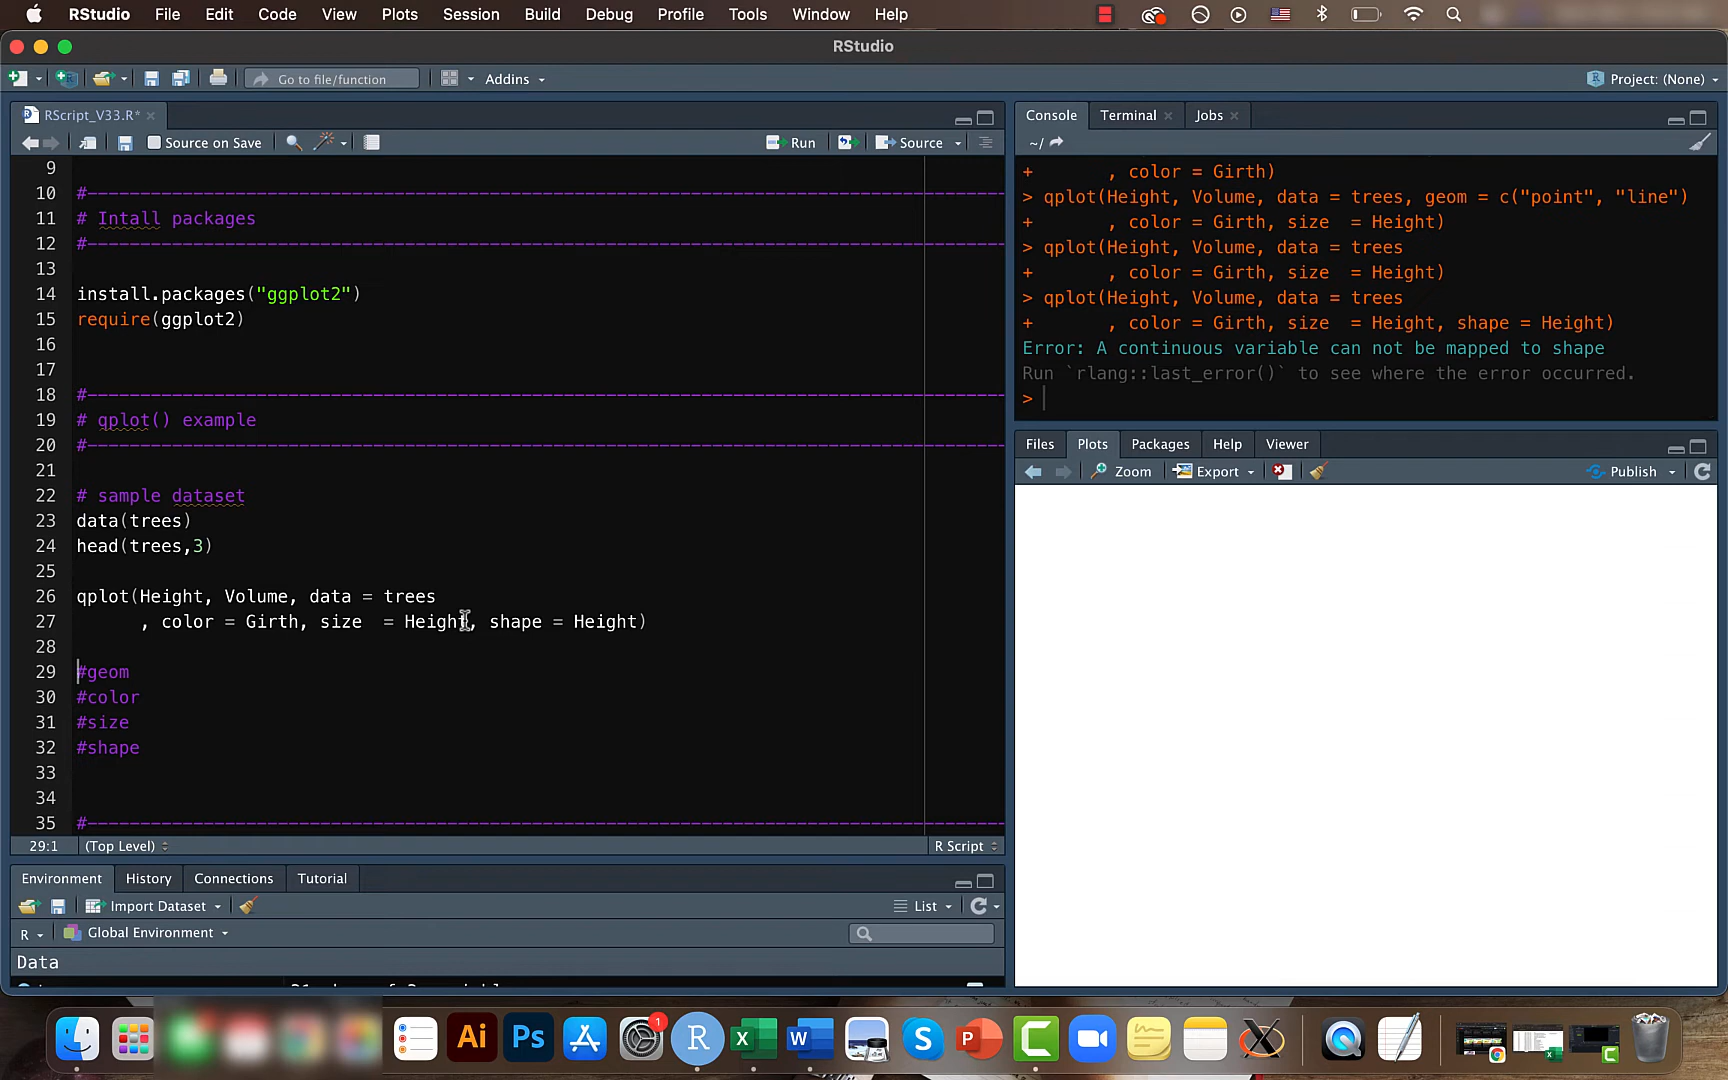 RStudio File Edit Code View Plots Session Build Debug Profile Tools Window Help
RStudio
Go to file/function Addins Project: (None)
RScript_V33.R*
Source on Save Run Source
9
10 #----------------------------------------------------------------------------------------
11 # Intall packages
12 #----------------------------------------------------------------------------------------
13
14 install.packages("ggplot2")
15 require(ggplot2)
16
17
18 #----------------------------------------------------------------------------------------
19 # qplot() example
20 #----------------------------------------------------------------------------------------
21
22 # sample dataset
23 data(trees)
24 head(trees,3)
25
26 qplot(Height, Volume, data = trees
27 , color = Girth, size  = Height, shape = Height)
28
29 #geom
30 #color
31 #size
32 #shape
33
34
35 #----------------------------------------------------------------------------------------
29:1 (Top Level) R Script
Environment History Connections Tutorial
Import Dataset List
R Global Environment
Data
Console Terminal Jobs
~/
+ , color = Girth)
> qplot(Height, Volume, data = trees, geom = c("point", "line")
+ , color = Girth, size  = Height)
> qplot(Height, Volume, data = trees
+ , color = Girth, size  = Height)
> qplot(Height, Volume, data = trees
+ , color = Girth, size  = Height, shape = Height)
Error: A continuous variable can not be mapped to shape
Run `rlang::last_error()` to see where the error occurred.
>
Files Plots Packages Help Viewer
Zoom Export Publish
Ai Ps 1 R X W S P C X